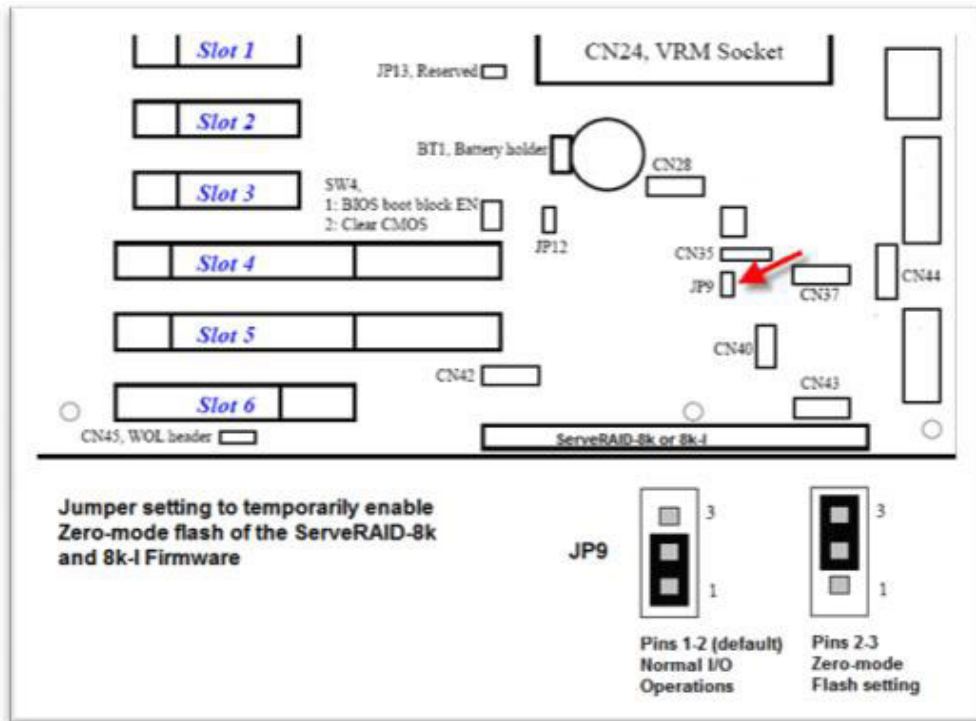 Slot 1
CN24, VRM Socket
JP13, Reserved
Slot 2
BT1, Battery holder
CN28
Slot 3
SW4,
1: BIOS boot block EN
2: Clear CMOS
JP12
CN35
Slot 4
JP9
CN37
CN44
Slot 5
CN40
CN42
CN43
Slot 6
CN45, WOL header
ServeRAID-8k or 8k-l
Jumper setting to temporarily enable
Zero-mode flash of the ServeRAID-8k
and 8k-l Firmware
JP9
3
1
3
1
Pins 1-2 (default)
Normal I/O
Operations
Pins 2-3
Zero-mode
Flash setting